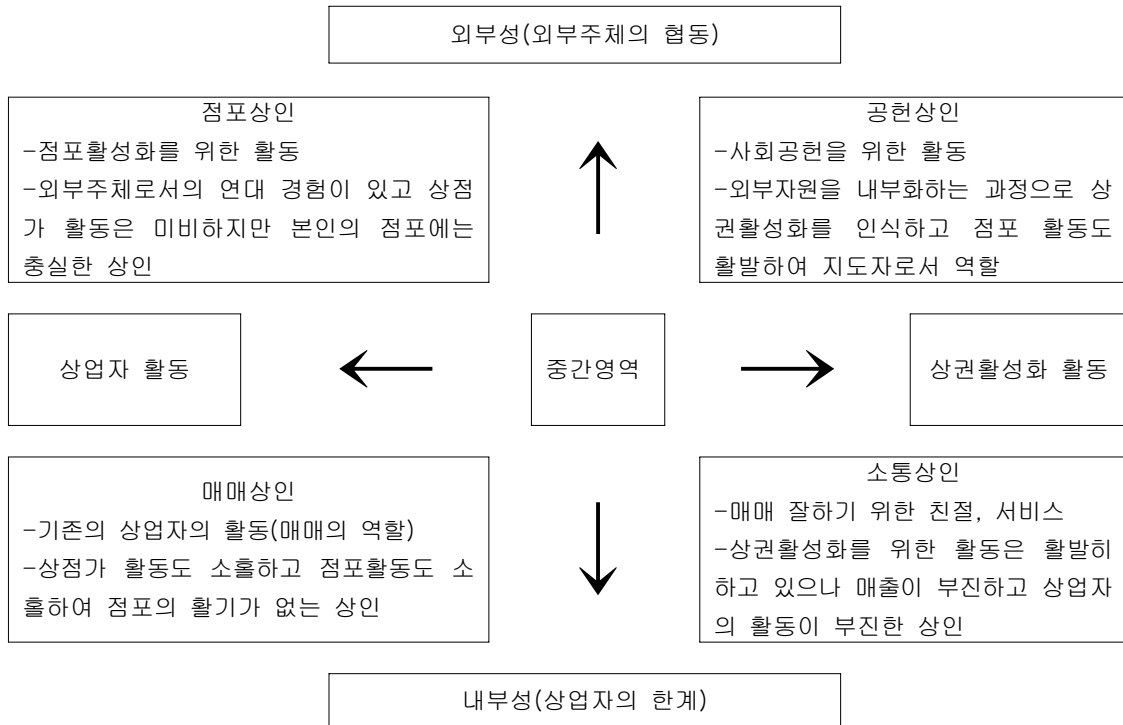 외부성(외부주체의 협동)
점포상인
-점포활성화를 위한 활동
-외부주체로서의 연대 경험이 있고 상점
가 활동은 미비하지만 본인의 점포에는
충실한 상인
공헌상인
-사회공헌을 위한 활동
-외부자원을 내부화하는 과정으로 상
권활성화를 인식하고 점포 활동도
활발하여 지도자로서 역할
상업자 활동
중간영역
상권활성화 활동
매매상인
-기존의 상업자의 활동(매매의 역할)
-상점가 활동도 소홀하고 점포활동도 소
홀하여 점포의 활기가 없는 상인
소통상인
-매매 잘하기 위한 친절, 서비스
-상권활성화를 위한 활동은 활발히
하고 있으나 매출이 부진하고 상업자
의 활동이 부진한 상인
내부성(상업자의 한계)